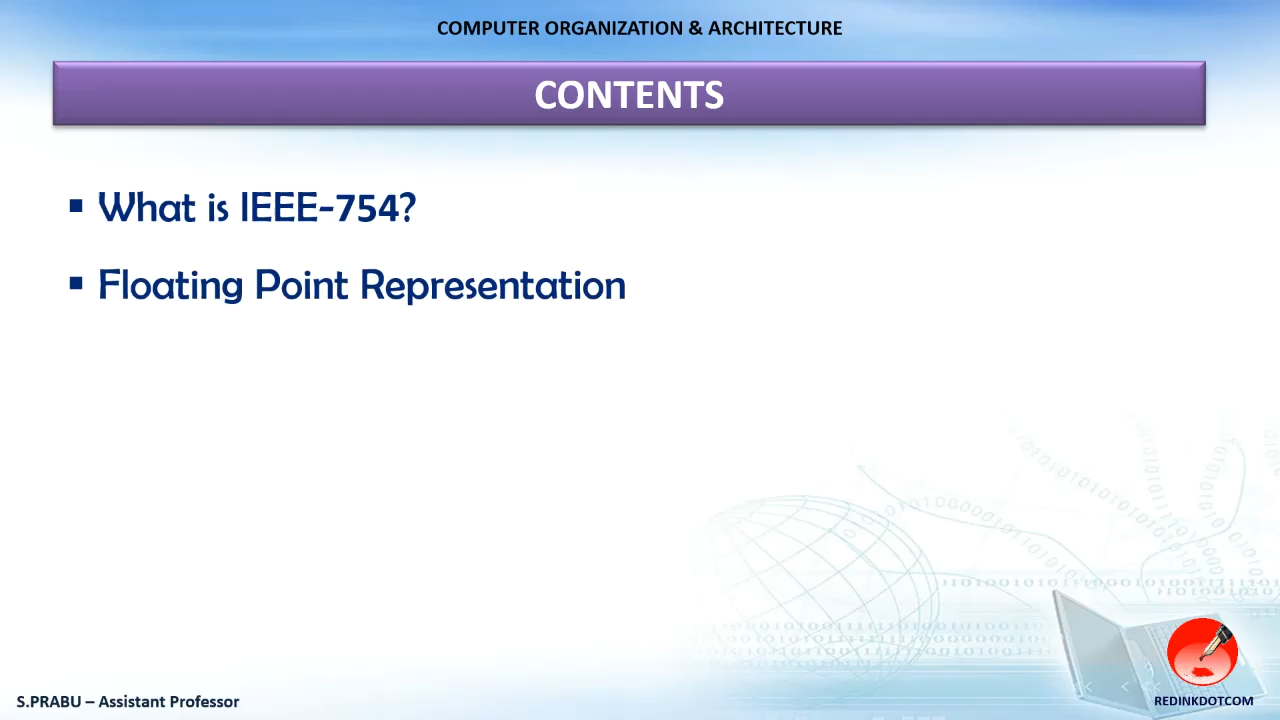 COMPUTER ORGANIZATION & ARCHITECTURE
CONTENTS
▪ What is IEEE-754?
▪ Floating Point Representation
S.PRABU – Assistant Professor
REDINKDOTCOM